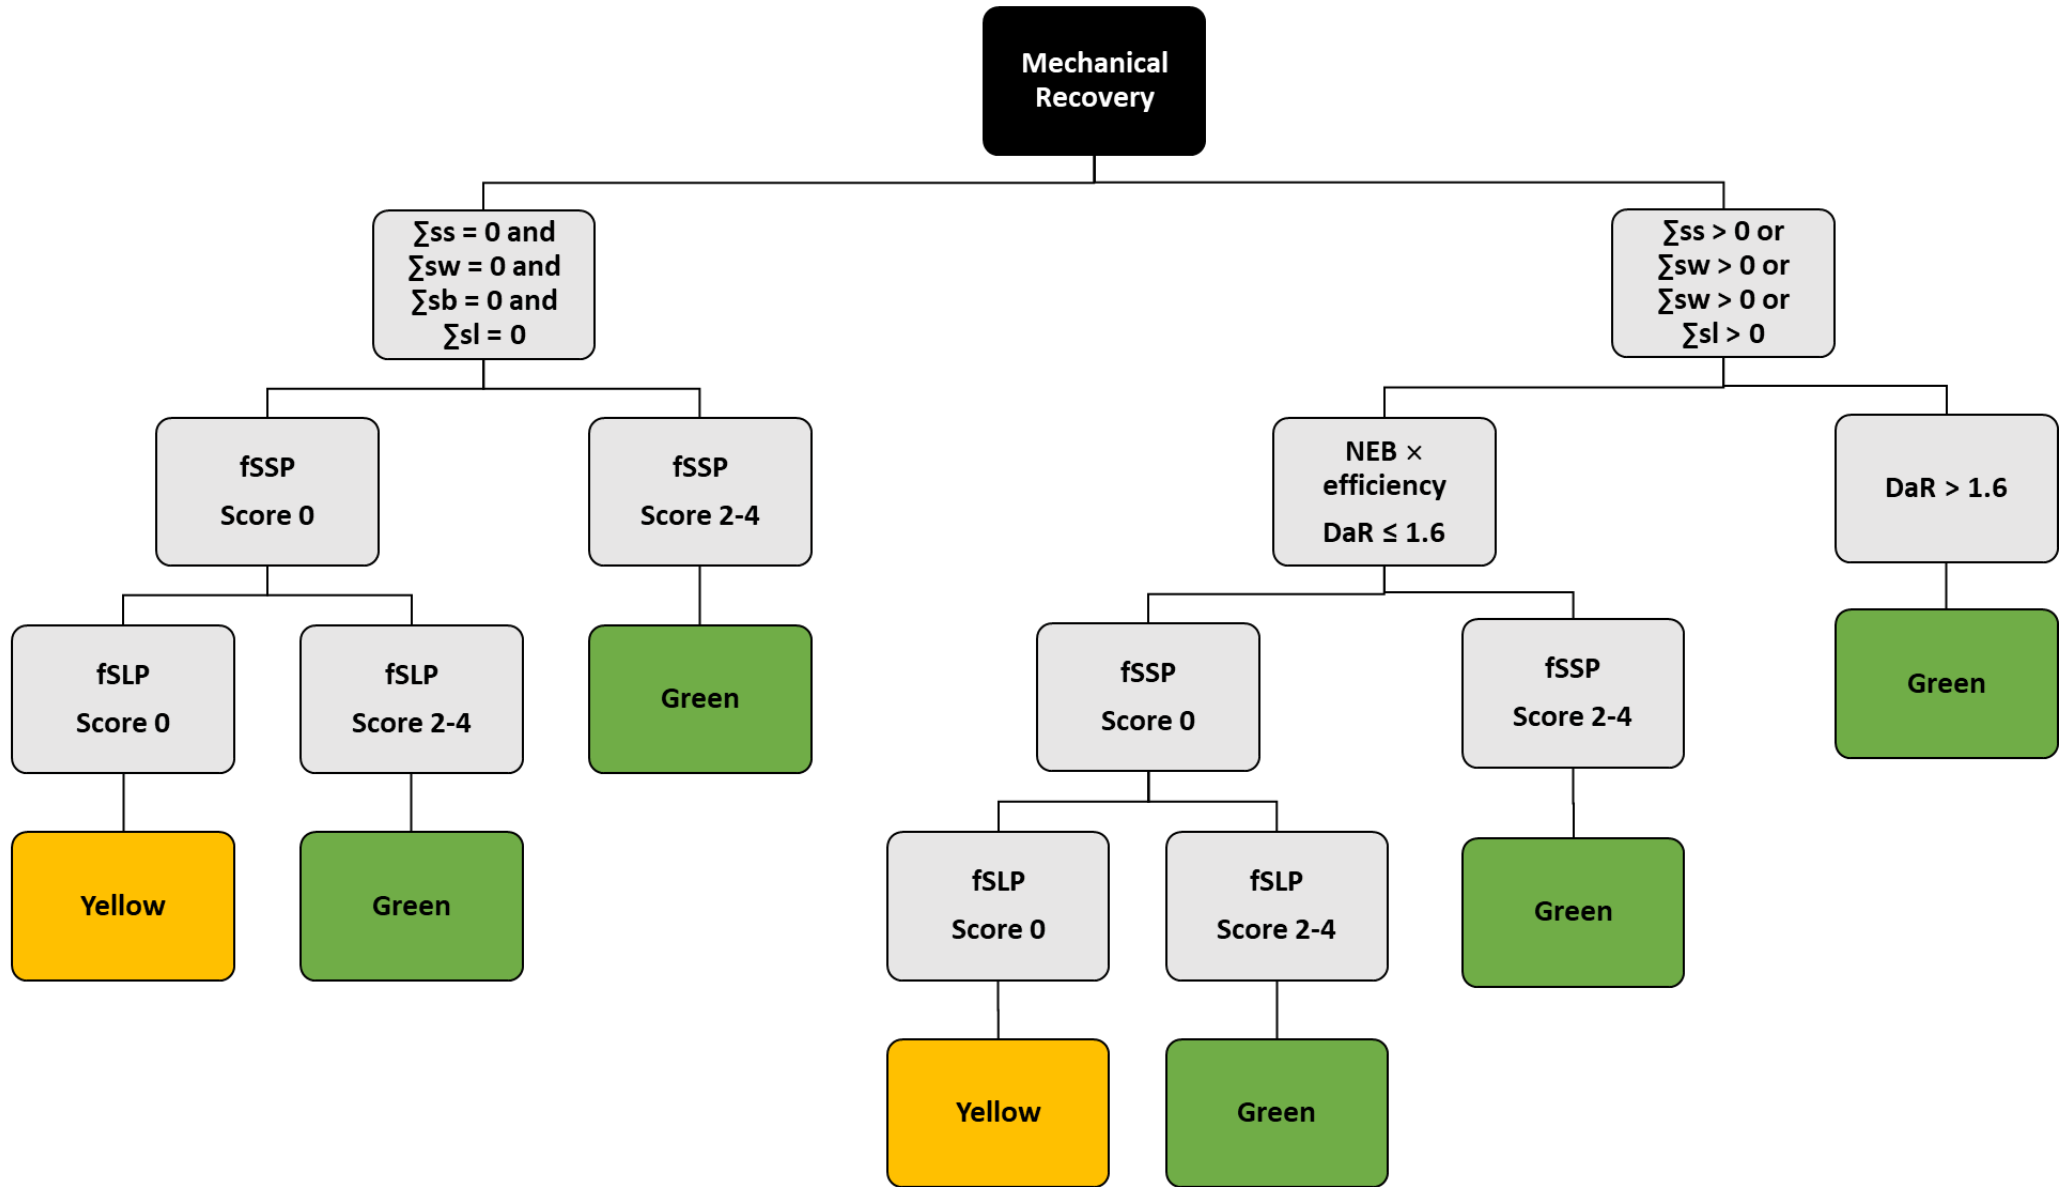 Mechanical
Recovery
∑ss = 0 and
∑sw = 0 and
∑sb = 0 and
∑sl = 0
∑ss > 0 or
∑sw > 0 or
∑sw > 0 or
∑sl > 0
fSSP
Score 0
fSSP
Score 2-4
NEB ×
efficiency
DaR ≤ 1.6
DaR > 1.6
fSLP
Score 0
fSLP
Score 2-4
Green
fSSP
Score 0
fSSP
Score 2-4
Green
Yellow
Green
fSLP
Score 0
fSLP
Score 2-4
Green
Yellow
Green